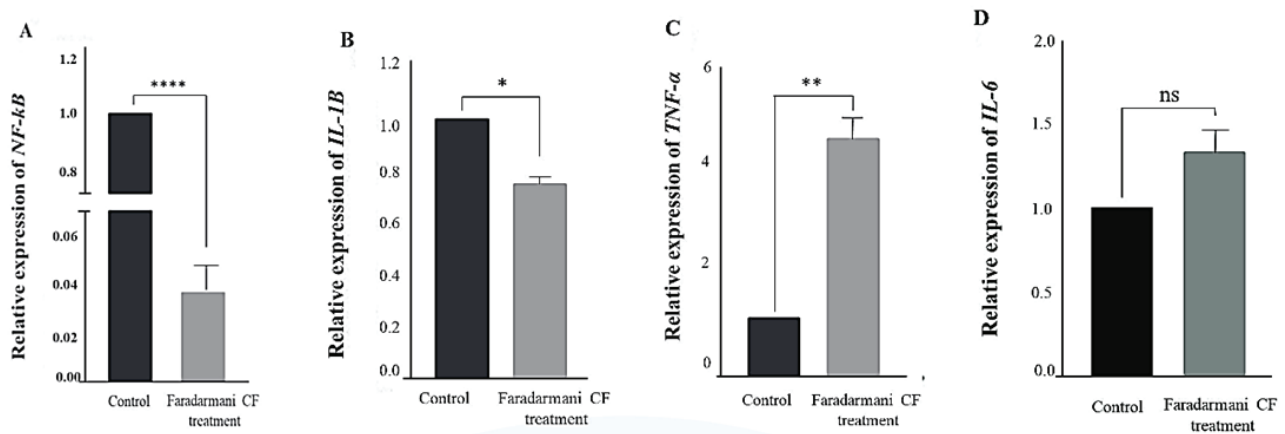 A
Relative expression of NF-kB
1.2
1.0
0.8
0.06
0.04
0.02
0.00
****
Control
Faradarmani CF
treatment
B
Relative expression of IL-1B
1.2
1.0
0.8
0.6
0.4
0.2
0.0
*
Control
Faradarmani CF
treatment
C
Relative expression of TNF-α
6
4
2
0
**
Control
Faradarmani CF
treatment
D
Relative expression of IL-6
2.0
1.5
1.0
0.5
0.0
ns
Control
Faradarmani CF
treatment